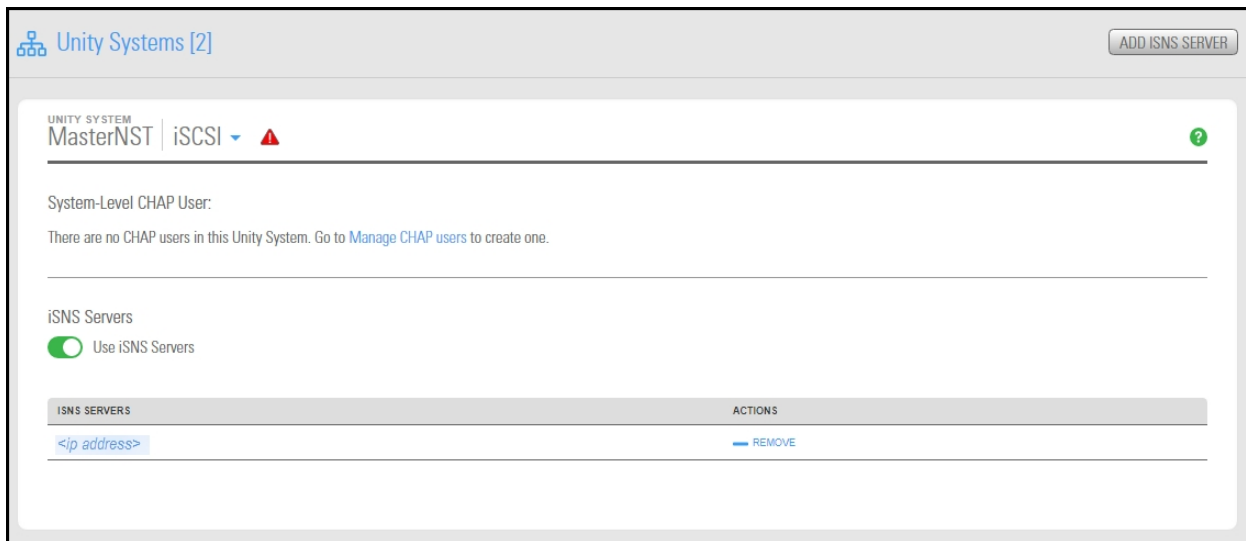 Unity Systems [2]
ADD ISNS SERVER
UNITY SYSTEM
MasterNST | iSCSI
System-Level CHAP User:
There are no CHAP users in this Unity System. Go to Manage CHAP users to create one.
iSNS Servers
Use iSNS Servers
ISNS SERVERS ACTIONS
<ip address> REMOVE